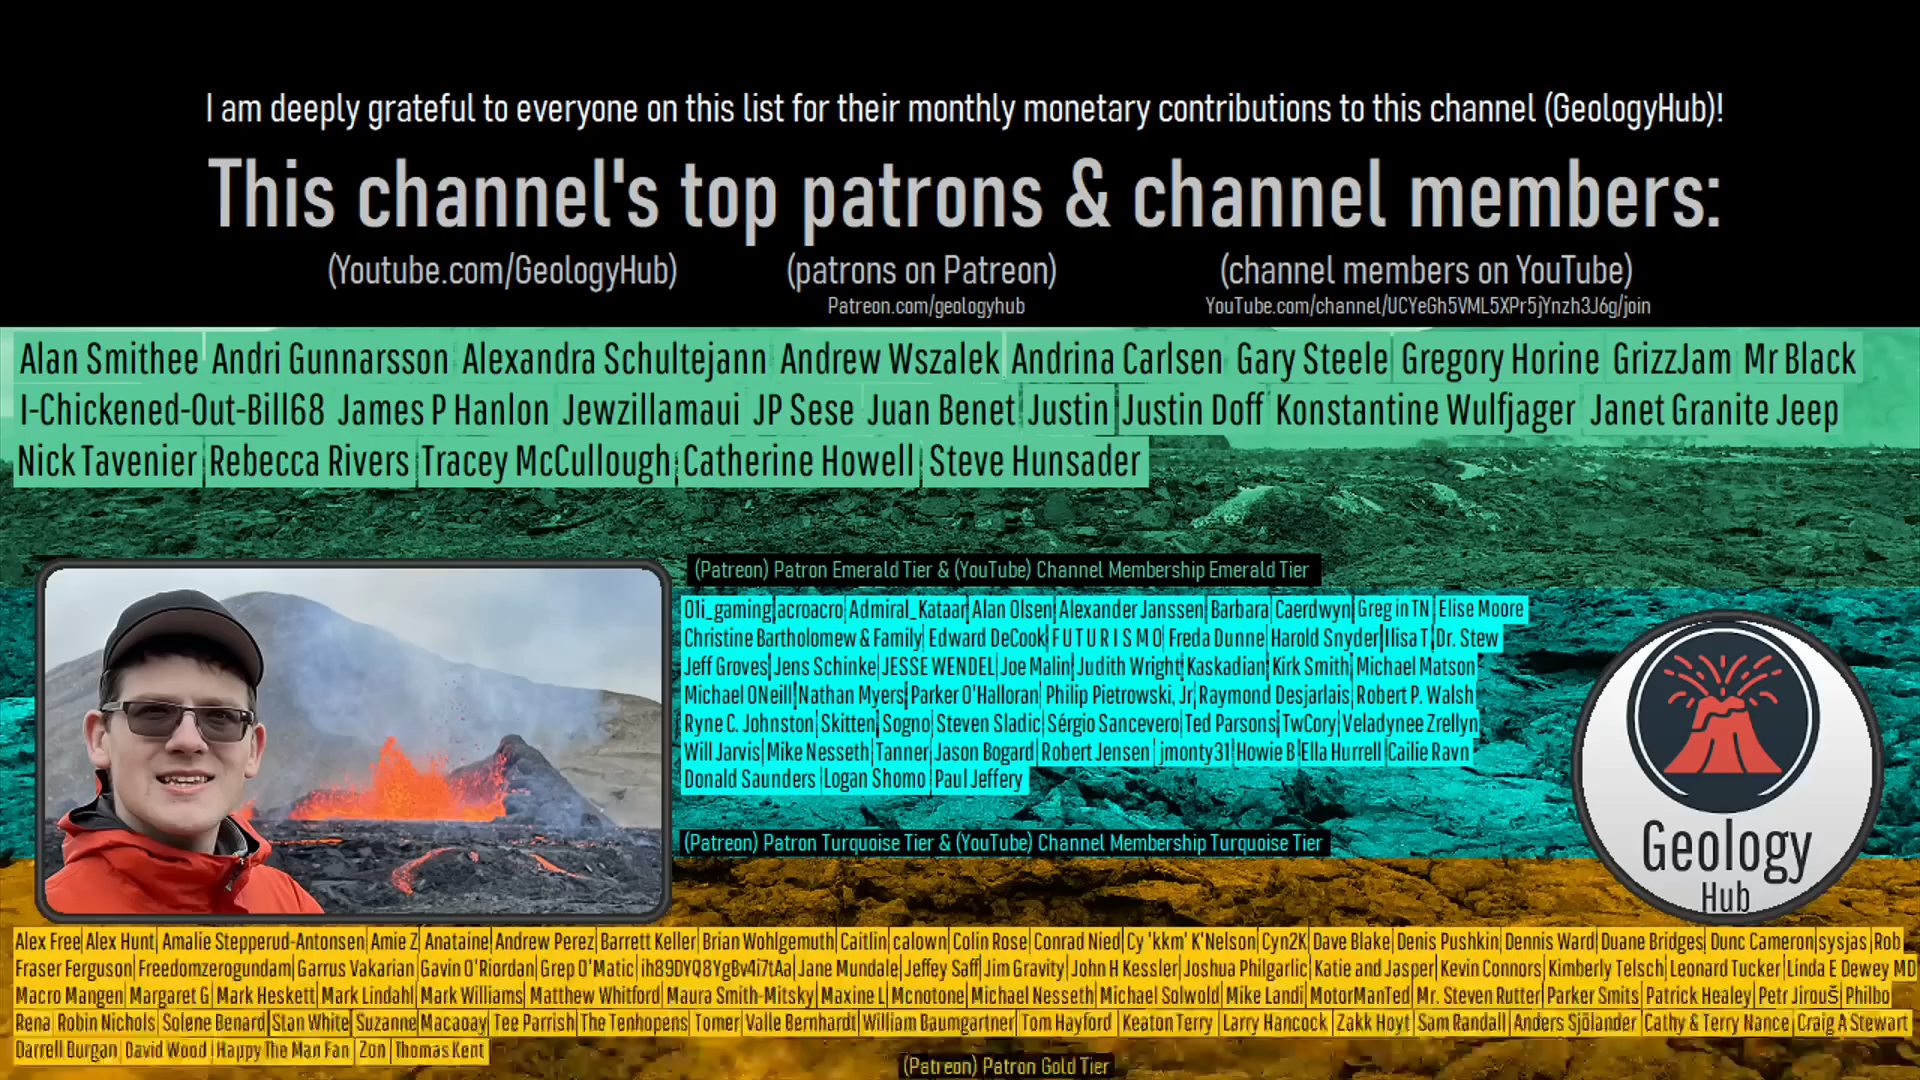 I am deeply grateful to everyone on this list for their monthly monetary contributions to this channel (GeologyHub)!
This channel's top patrons & channel members:
(Youtube.com/GeologyHub) (patrons on Patreon) (channel members on YouTube)
Patreon.com/geologyhub YouTube.com/channel/UCYeGh5VML5XPr5jYnzh3J6g/join
Alan Smithee Andri Gunnarsson Alexandra Schultejann Andrew Wszalek Andrina Carlsen Gary Steele Gregory Horine GrizzJam Mr Black
I-Chickened-Out-Bill68 James P Hanlon Jewzillamaui JP Sese Juan Benet Justin Justin Doff Konstantine Wulfjager Janet Granite Jeep
Nick Tavenier Rebecca Rivers Tracey McCullough Catherine Howell Steve Hunsader
(Patreon) Patron Emerald Tier & (YouTube) Channel Membership Emerald Tier
01i_gaming acroacro Admiral_Kataar Alan Olsen Alexander Janssen Barbara Caerdwyn Greg in TN Elise Moore
Christine Bartholomew & Family Edward DeCook F U T U R I S M O Freda Dunne Harold Snyder Ilisa T Dr. Stew
Jeff Groves Jens Schinke JESSE WENDEL Joe Malin Judith Wright Kaskadian Kirk Smith Michael Matson
Michael ONeill Nathan Myers Parker O'Halloran Philip Pietrowski, Jr Raymond Desjarlais Robert P. Walsh
Ryne C. Johnston Skitten Sogno Steven Sladic Sérgio Sancevero Ted Parsons TwCory Veladynee Zrellyn
Will Jarvis Mike Nesseth Tanner Jason Bogard Robert Jensen jmonty31 Howie B Ella Hurrell Cailie Ravn
Donald Saunders Logan Shomo Paul Jeffery
(Patreon) Patron Turquoise Tier & (YouTube) Channel Membership Turquoise Tier
Geology
Hub
Alex Free Alex Hunt Amalie Stepperud-Antonsen Amie Z Anataine Andrew Perez Barrett Keller Brian Wohlgemuth Caitlin calown Colin Rose Conrad Nied Cy 'kkm' K'Nelson Cyn2K Dave Blake Denis Pushkin Dennis Ward Duane Bridges Dunc Cameron sysjas Rob
Fraser Ferguson Freedomzerogundam Garrus Vakarian Gavin O'Riordan Grep O'Matic ih89DYQ8YgBv4i7tAa Jane Mundale Jeffey Saff Jim Gravity John H Kessler Joshua Philgarlic Katie and Jasper Kevin Connors Kimberly Telsch Leonard Tucker Linda E Dewey MD
Macro Mangen Margaret G Mark Heskett Mark Lindahl Mark Williams Matthew Whitford Maura Smith-Mitsky Maxine L Mcnotone Michael Nesseth Michael Solwold Mike Landi MotorManTed Mr. Steven Rutter Parker Smits Patrick Healey Petr Jirouš Philbo
Rena Robin Nichols Solene Benard Stan White Suzanne Macaoay Tee Parrish The Tenhopens Tomer Valle Bernhardt William Baumgartner Tom Hayford Keaton Terry Larry Hancock Zakk Hoyt Sam Randall Anders Sjölander Cathy & Terry Nance Craig A Stewart
Darrell Burgan David Wood Happy The Man Fan Zon Thomas Kent
(Patreon) Patron Gold Tier